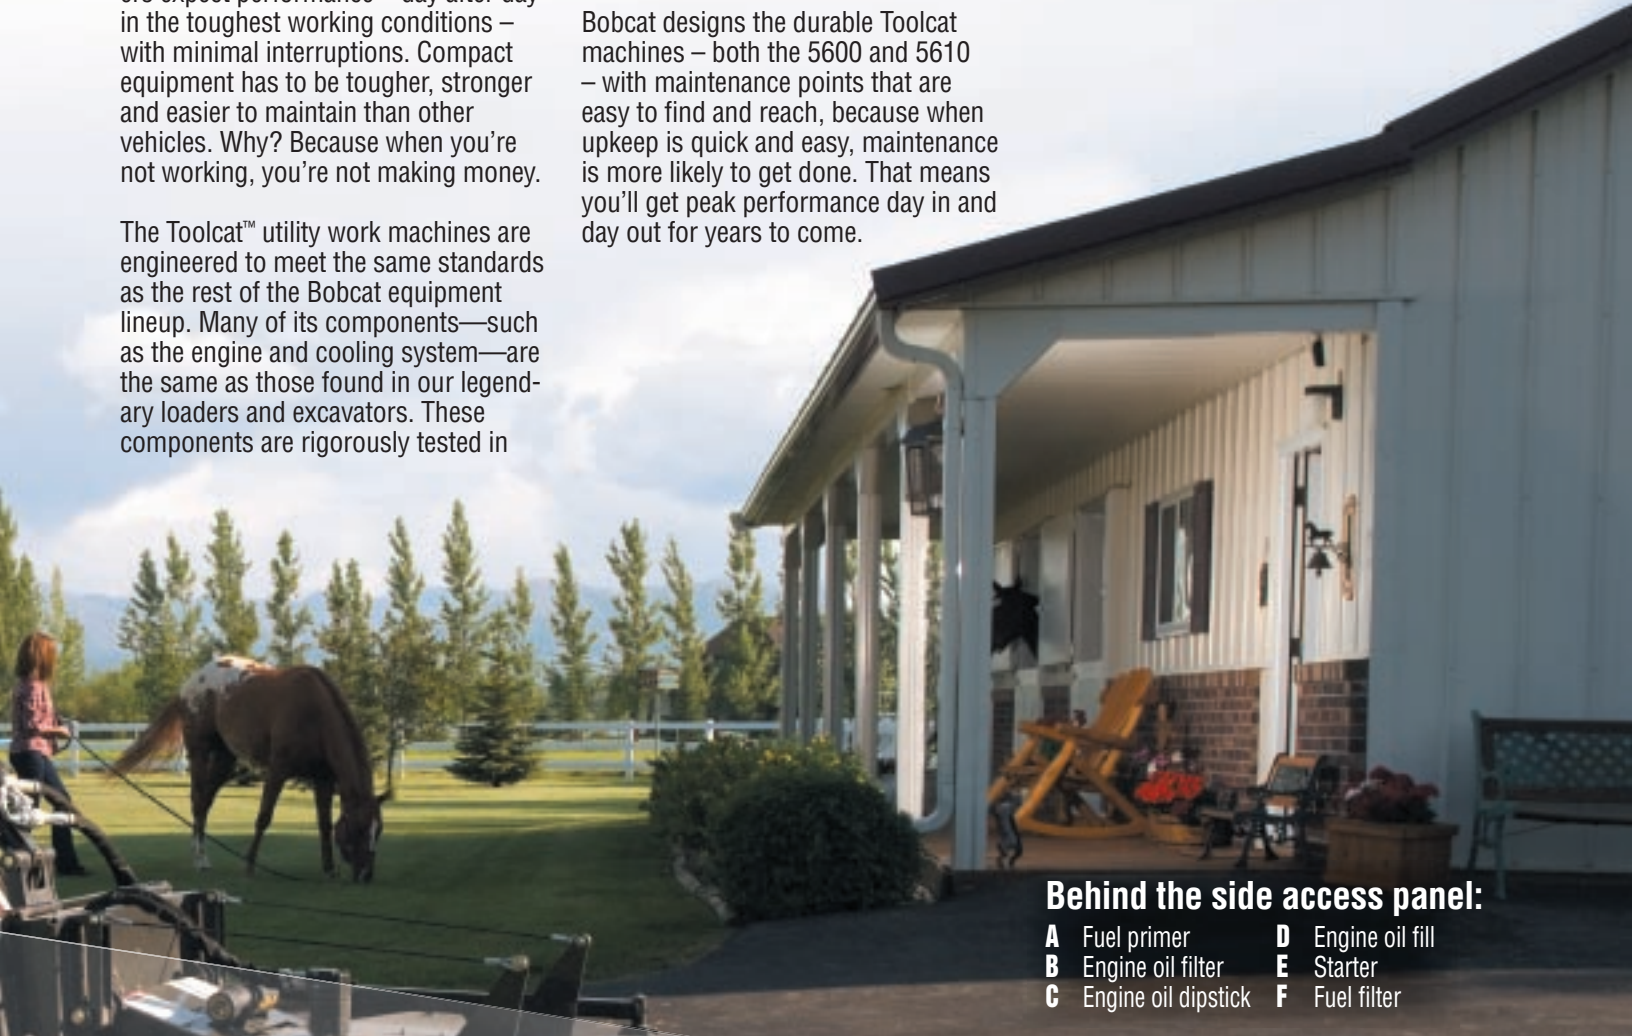 in the toughest working conditions –
with minimal interruptions. Compact
equipment has to be tougher, stronger
and easier to maintain than other
vehicles. Why? Because when you’re
not working, you’re not making money.
The Toolcat™ utility work machines are
engineered to meet the same standards
as the rest of the Bobcat equipment
lineup. Many of its components—such
as the engine and cooling system—are
the same as those found in our legend-
ary loaders and excavators. These
components are rigorously tested in
Bobcat designs the durable Toolcat
machines – both the 5600 and 5610
– with maintenance points that are
easy to find and reach, because when
upkeep is quick and easy, maintenance
is more likely to get done. That means
you’ll get peak performance day in and
day out for years to come.
Behind the side access panel:
A Fuel primer
B Engine oil filter
C Engine oil dipstick
D Engine oil fill
E Starter
F Fuel filter